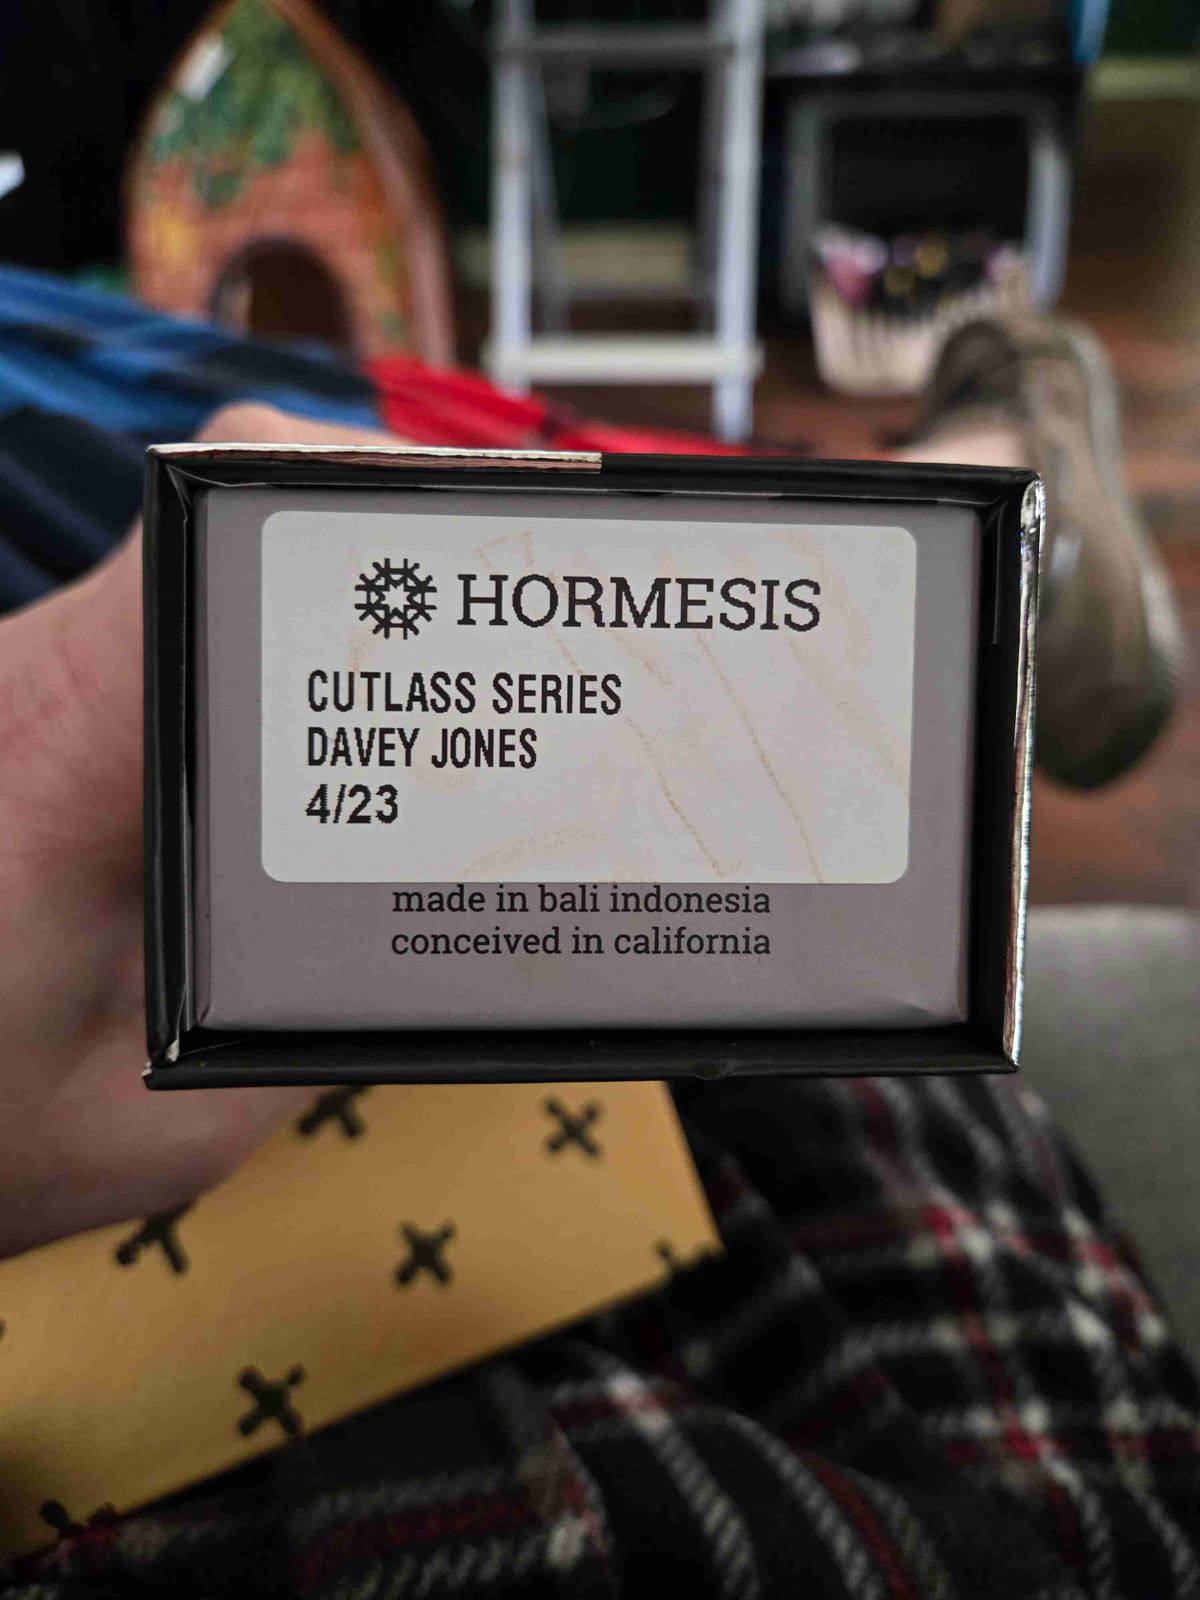 HORMESIS
CUTLASS SERIES
DAVEY JONES
4/23
made in bali indonesia
conceived in california